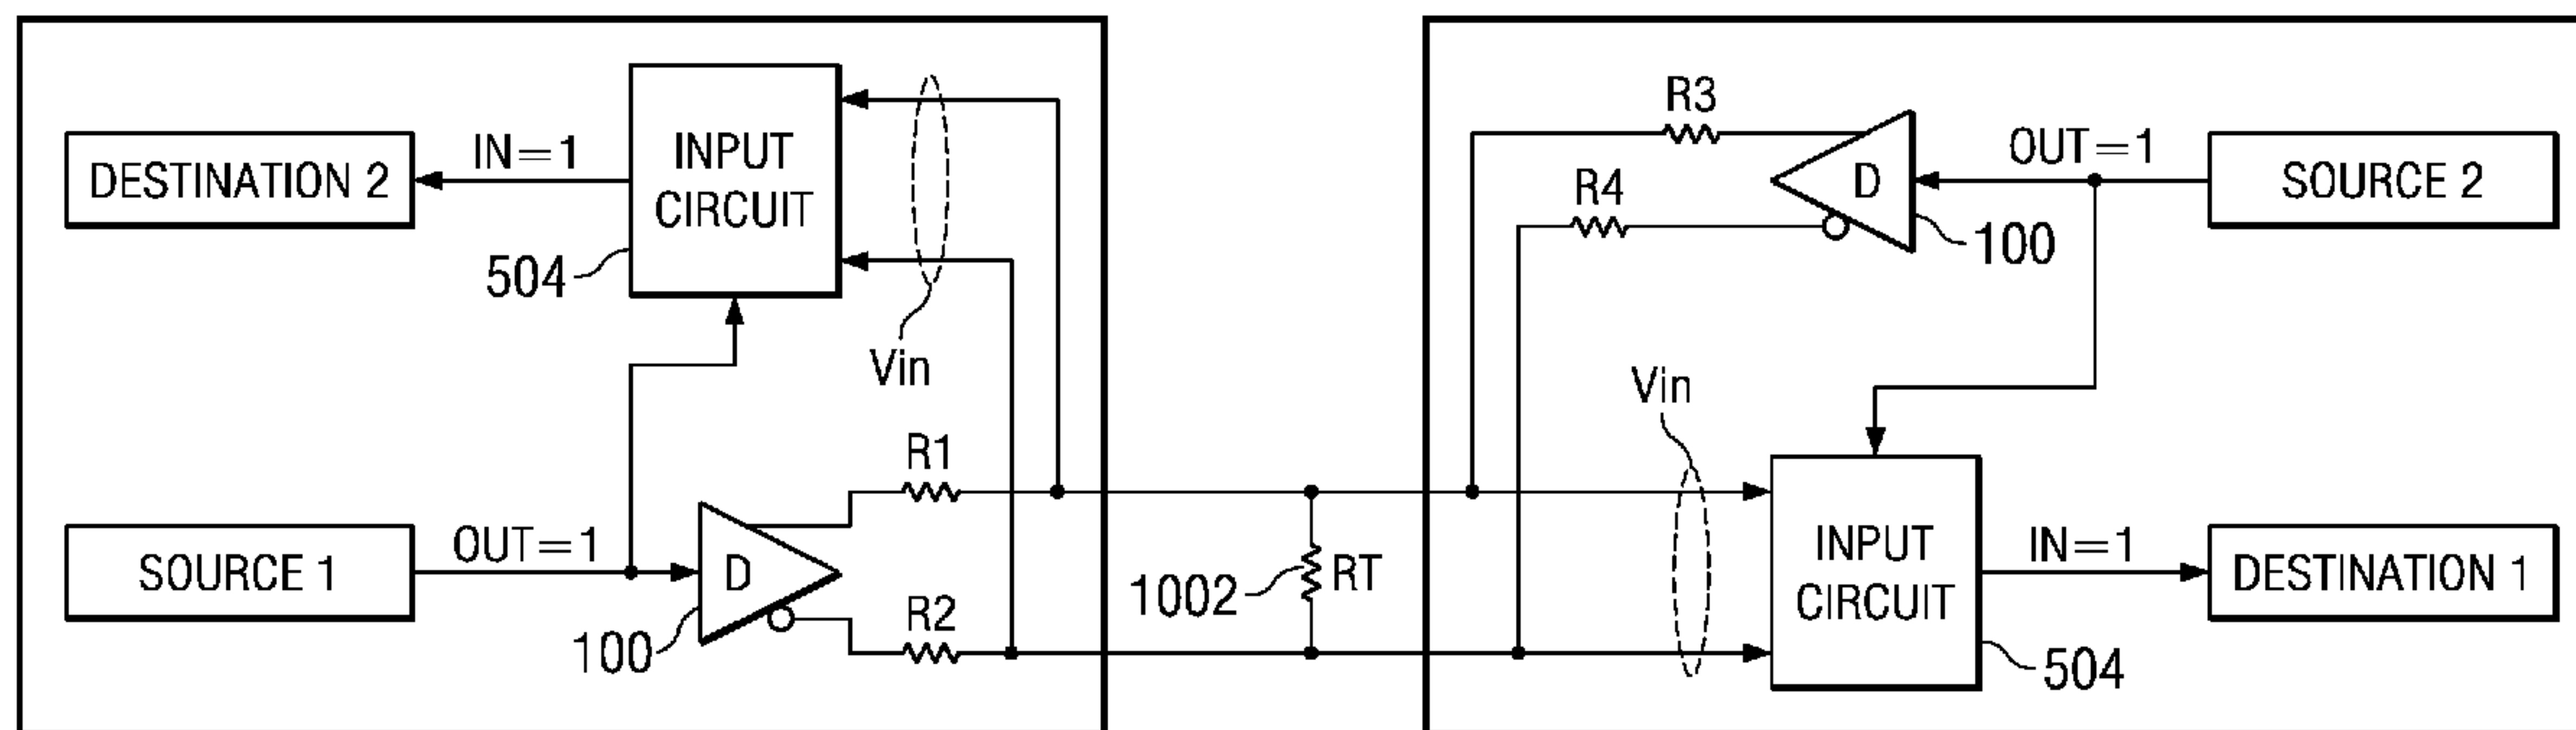 DESTINATION 2
IN=1
INPUT
CIRCUIT
504
Vin
R1
SOURCE 1
OUT=1
D
100
R2
1002
RT
R3
R4
D
OUT=1
SOURCE 2
100
Vin
INPUT
CIRCUIT
IN=1
DESTINATION 1
504